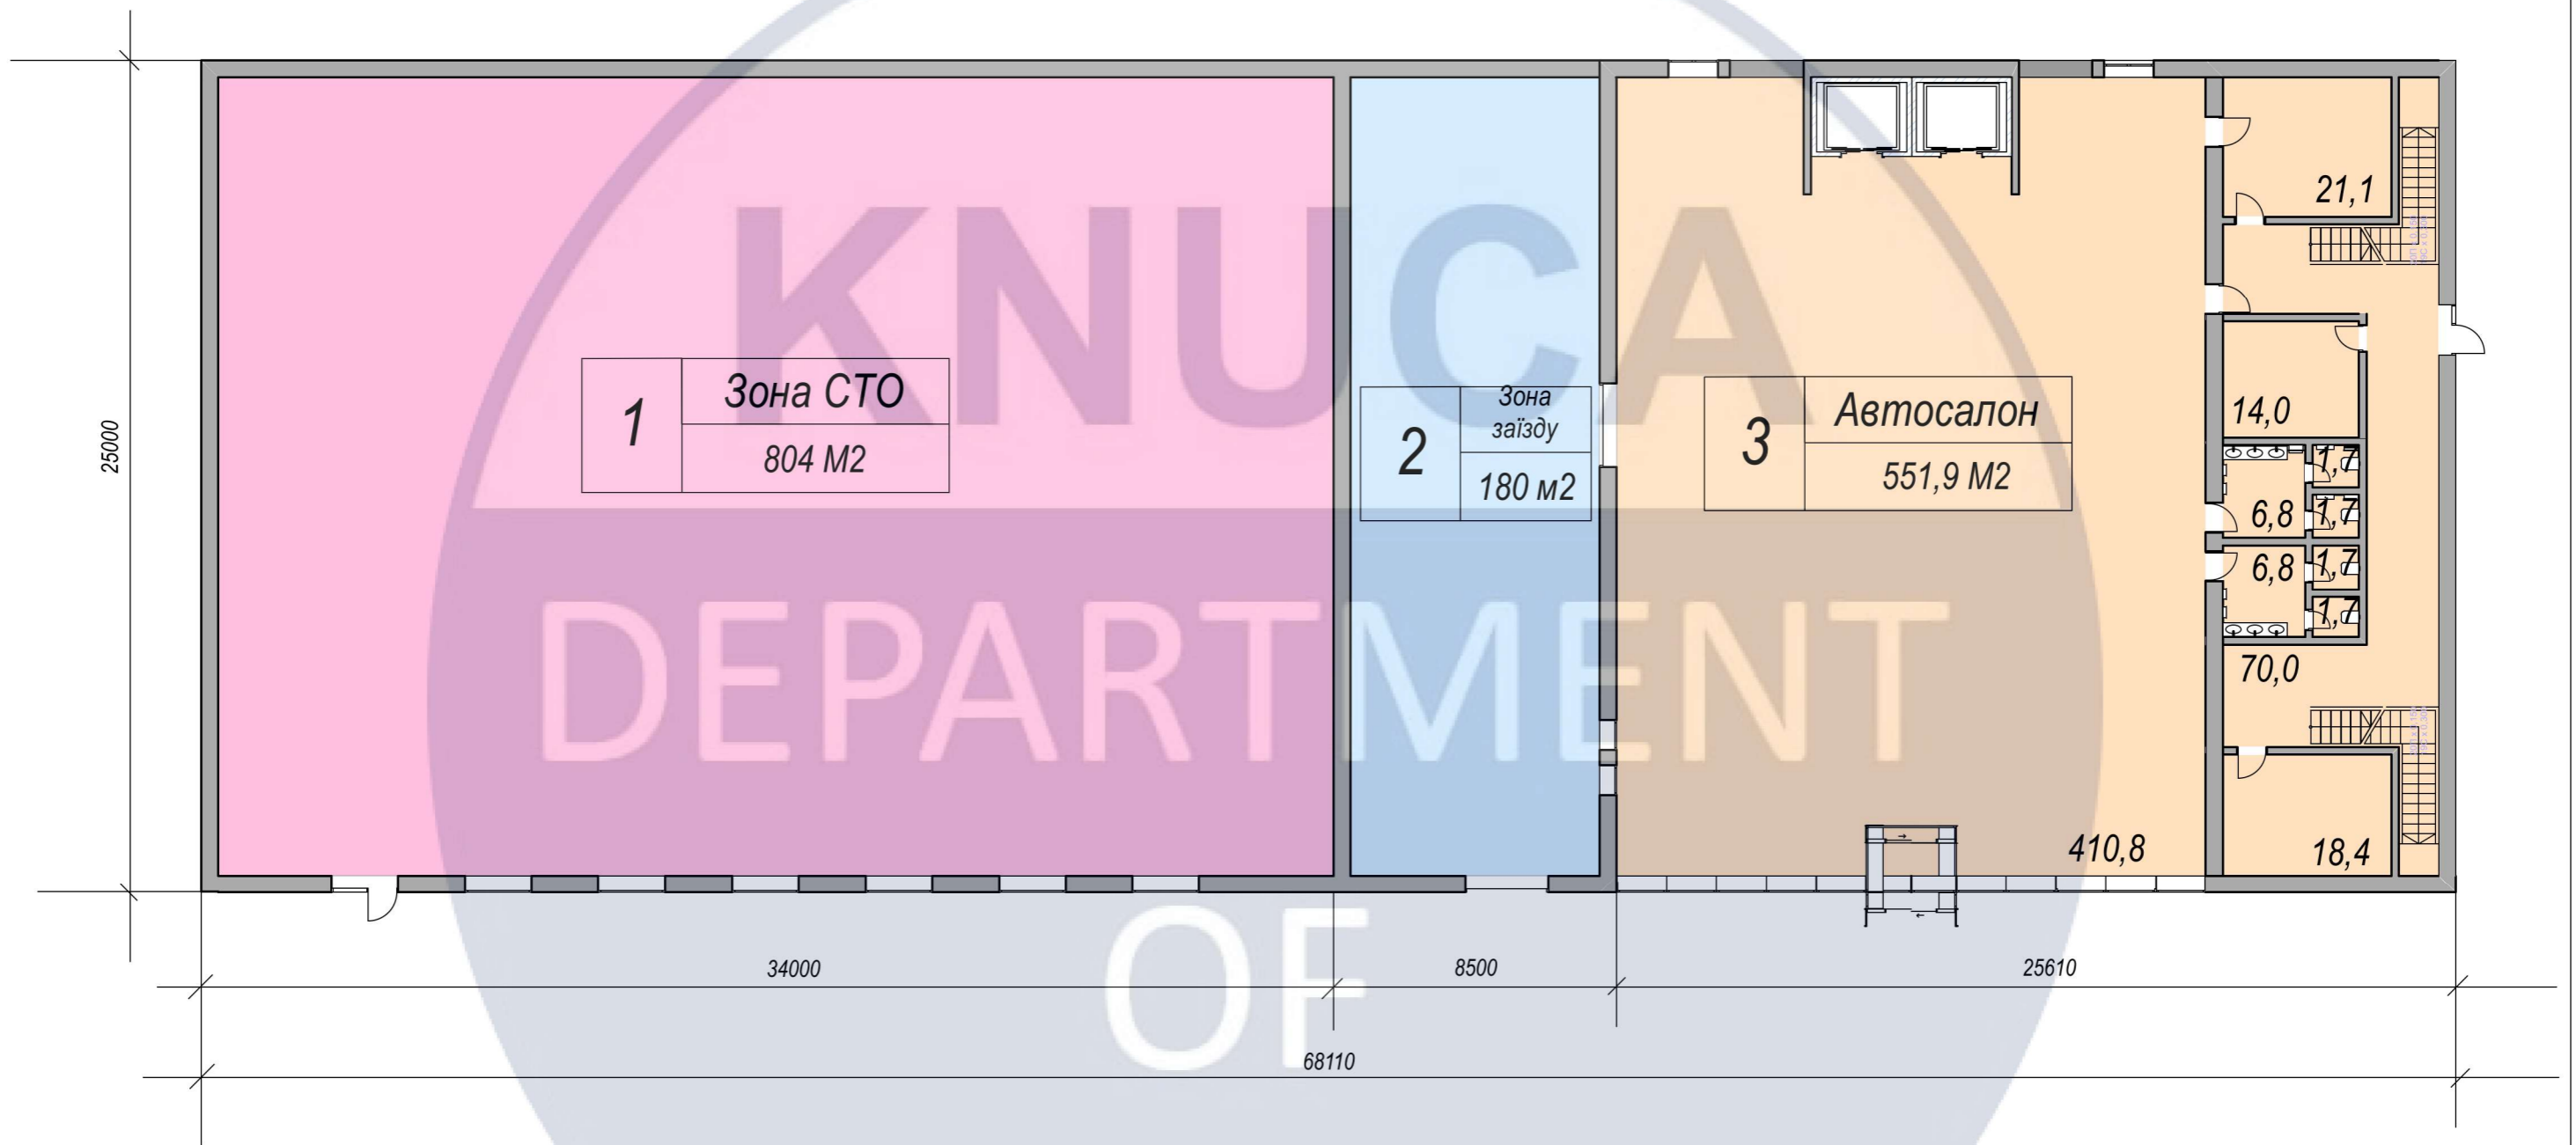 KNUCA
DEPARTMENT
OF
1
Зона СТО
804 М2
2
Зона
заїзду
180 м2
3
Автосалон
551,9 М2
21,1
14,0
1,7
6,8
1,7
6,8
1,7
1,7
70,0
410,8
18,4
25000
34000
8500
25610
68110